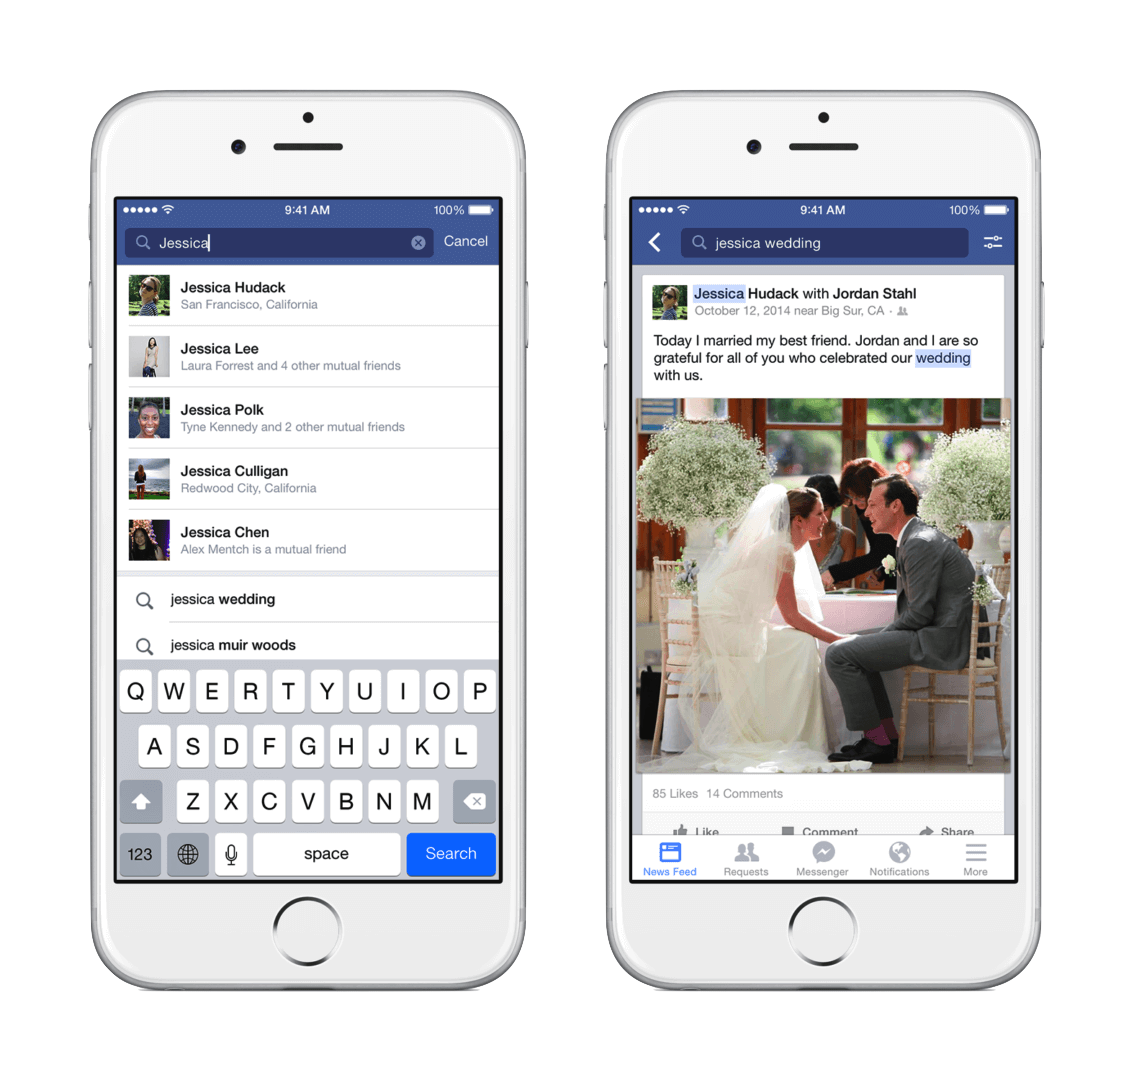 9:41 AM
100%
Jessica
Cancel
Jessica Hudack
San Francisco, California
Jessica Lee
Laura Forrest and 4 other mutual friends
Jessica Polk
Tyne Kennedy and 2 other mutual friends
Jessica Culligan
Redwood City, California
Jessica Chen
Alex Mentch is a mutual friend
jessica wedding
jessica muir woods
Q W E R T Y U I O P
A S D F G H J K L
Z X C V B N M
123
space
Search
9:41 AM
100%
jessica wedding
Jessica Hudack with Jordan Stahl
October 12, 2014 near Big Sur, CA ·
Today I married my best friend. Jordan and I are so
grateful for all of you who celebrated our wedding
with us.
85 Likes 14 Comments
Like Comment Share
News Feed Requests Messenger Notifications More